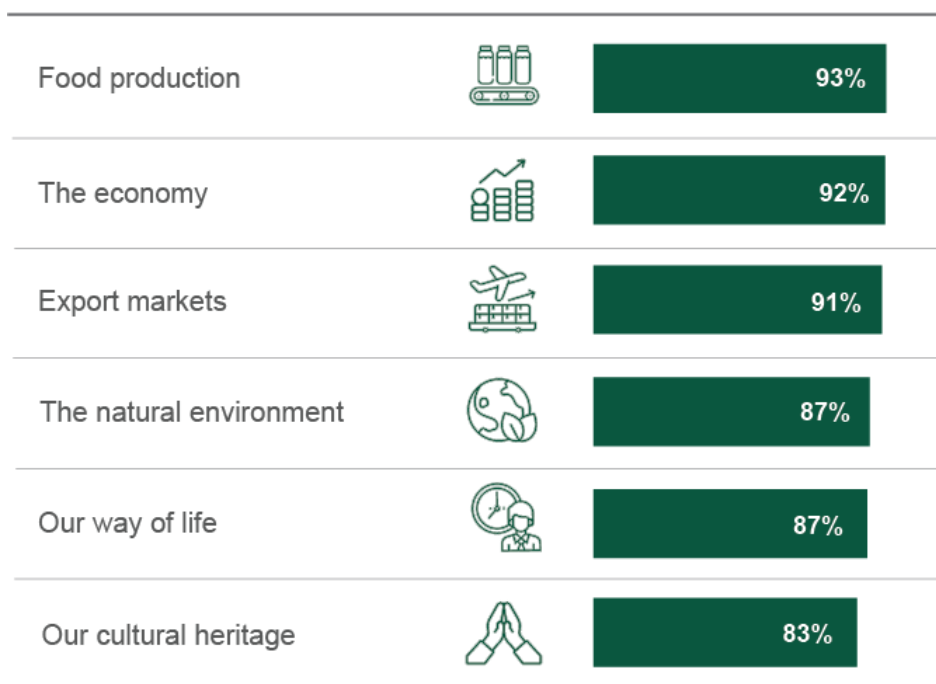 Food production 93%
The economy 92%
Export markets 91%
The natural environment 87%
Our way of life 87%
Our cultural heritage 83%